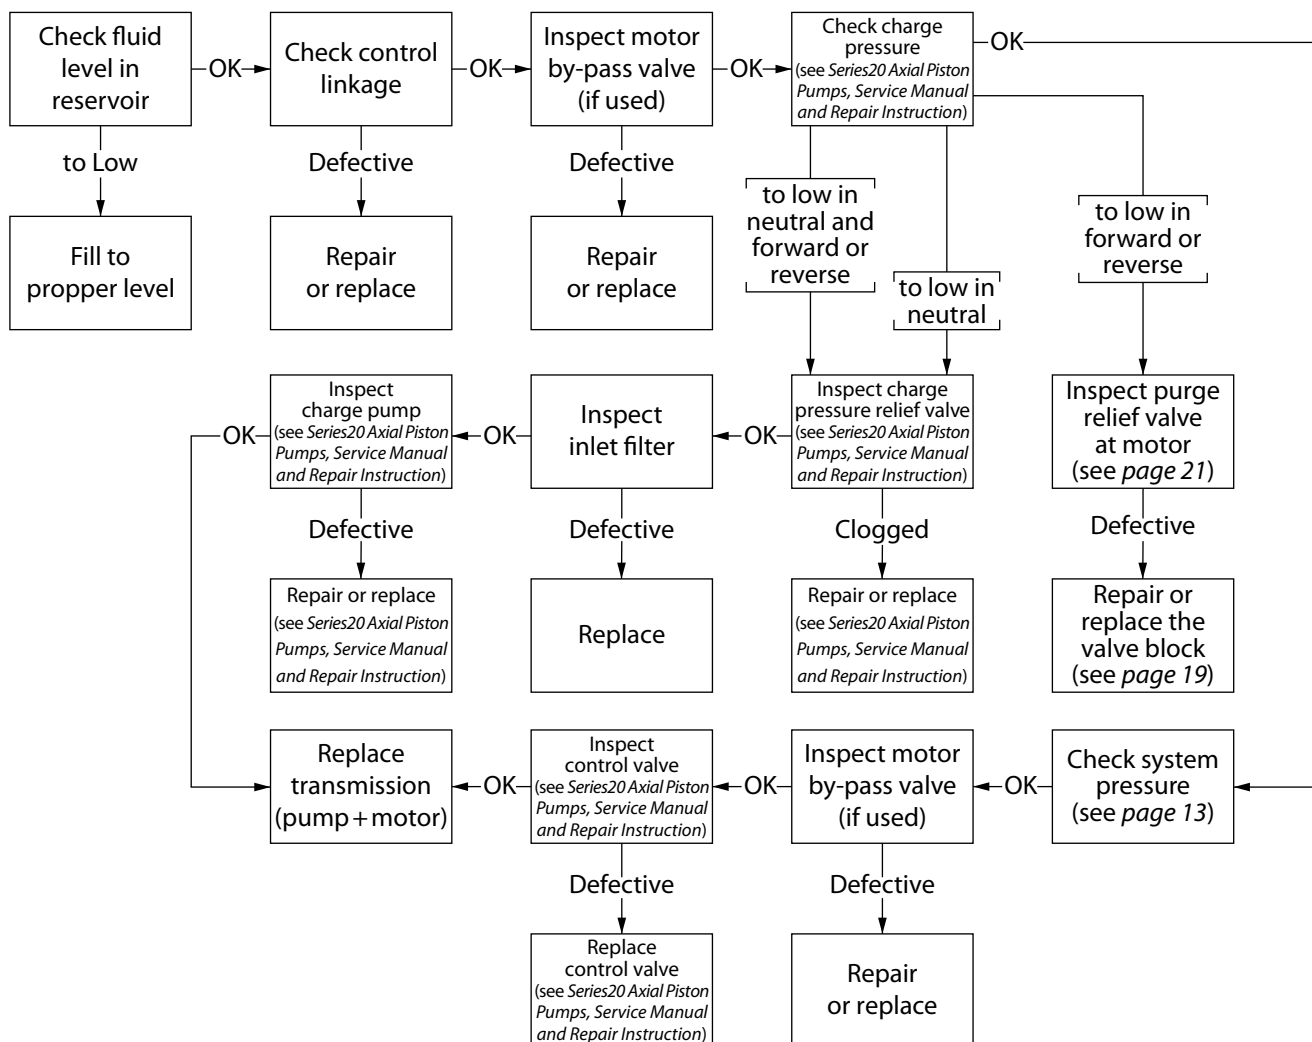 Check fluid
level in
reservoir
OK
Check control
linkage
OK
Inspect motor
by-pass valve
(if used)
OK
Check charge
pressure
(see Series20 Axial Piston
Pumps, Service Manual
and Repair Instruction)
OK
to Low
Defective
Defective
to low in
neutral and
forward or
reverse
to low in
neutral
to low in
forward or
reverse
Fill to
propper level
Repair
or replace
Repair
or replace
OK
Inspect
charge pump
(see Series20 Axial Piston
Pumps, Service Manual
and Repair Instruction)
OK
Inspect
inlet filter
OK
Inspect charge
pressure relief valve
(see Series20 Axial Piston
Pumps, Service Manual
and Repair Instruction)
Inspect purge
relief valve
at motor
(see page 21)
Defective
Defective
Clogged
Defective
Repair or replace
(see Series20 Axial Piston
Pumps, Service Manual
and Repair Instruction)
Replace
Repair or replace
(see Series20 Axial Piston
Pumps, Service Manual
and Repair Instruction)
Repair or
replace the
valve block
(see page 19)
Replace
transmission
(pump+motor)
OK
Inspect
control valve
(see Series20 Axial Piston
Pumps, Service Manual
and Repair Instruction)
OK
Inspect motor
by-pass valve
(if used)
OK
Check system
pressure
(see page 13)
Defective
Defective
Replace
control valve
(see Series20 Axial Piston
Pumps, Service Manual
and Repair Instruction)
Repair
or replace